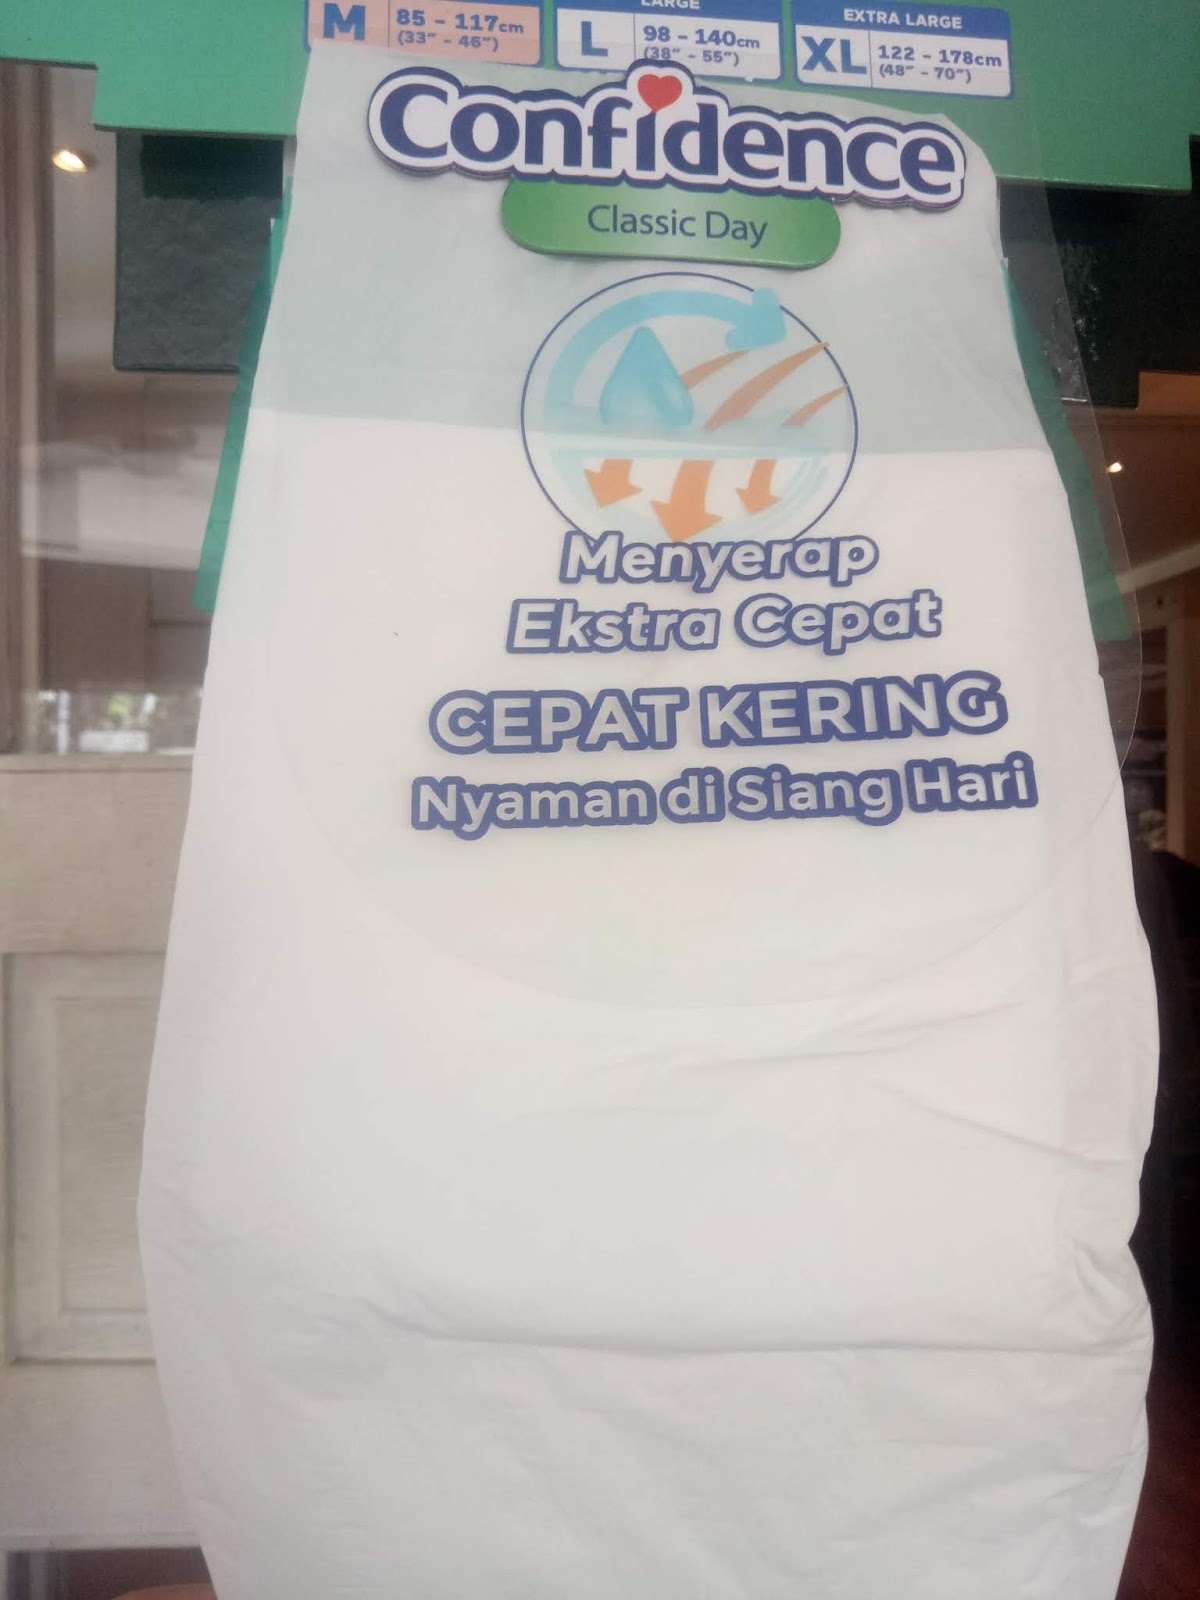 M 85 - 117cm (33" - 46")
LARGE
L 98 - 140cm (38" - 55")
EXTRA LARGE
XL 122 - 178cm (48" - 70")
Confidence
Classic Day
Menyerap
Ekstra Cepat
CEPAT KERING
Nyaman di Siang Hari